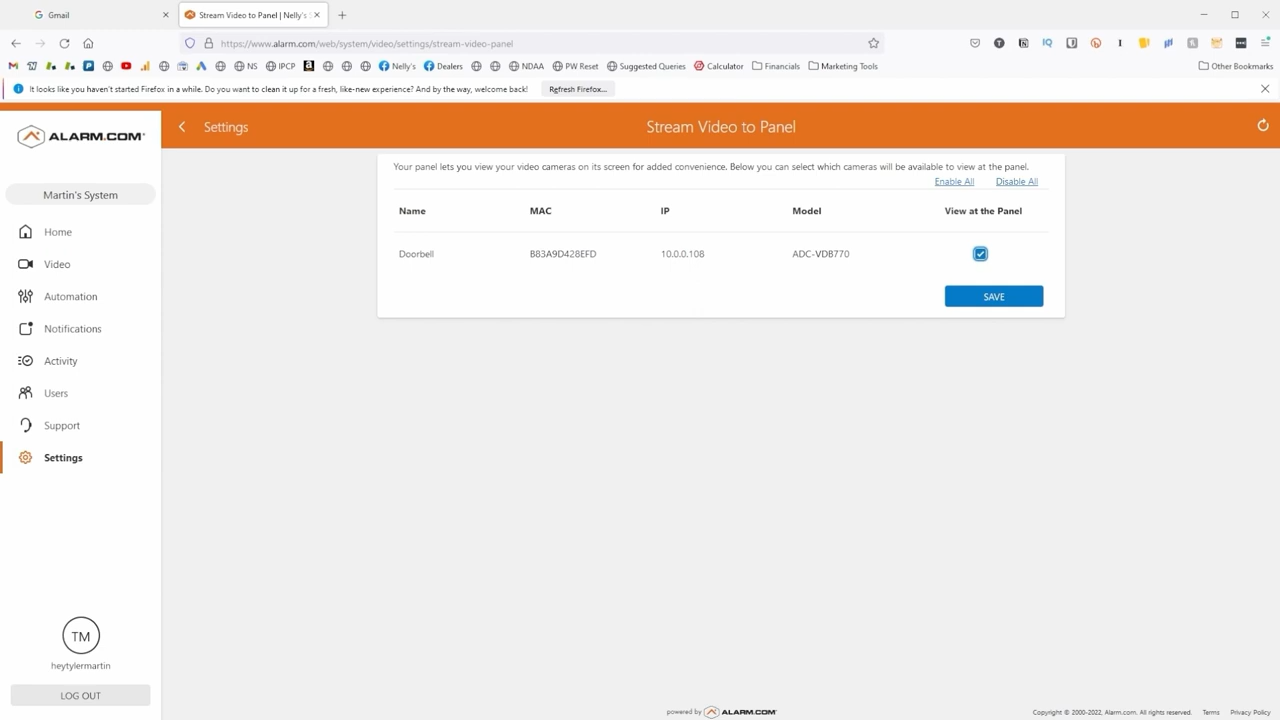 Gmail
Stream Video to Panel | Nelly's S
https://www.alarm.com/web/system/video/settings/stream-video-panel
NS
IPCP
Nelly's
Dealers
NDAA
PW Reset
Suggested Queries
Calculator
Financials
Marketing Tools
Other Bookmarks
It looks like you haven't started Firefox in a while. Do you want to clean it up for a fresh, like-new experience? And by the way, welcome back!
Refresh Firefox...
ALARM.COM
Settings
Stream Video to Panel
Martin's System
Home
Video
Automation
Notifications
Activity
Users
Support
Settings
TM
heytylermartin
LOG OUT
Your panel lets you view your video cameras on its screen for added convenience. Below you can select which cameras will be available to view at the panel.
Enable All Disable All
Name MAC IP Model View at the Panel
Doorbell B83A9D428EFD 10.0.0.108 ADC-VDB770
SAVE
powered by ALARM.COM
Copyright © 2000-2022, Alarm.com. All rights reserved. Terms Privacy Policy